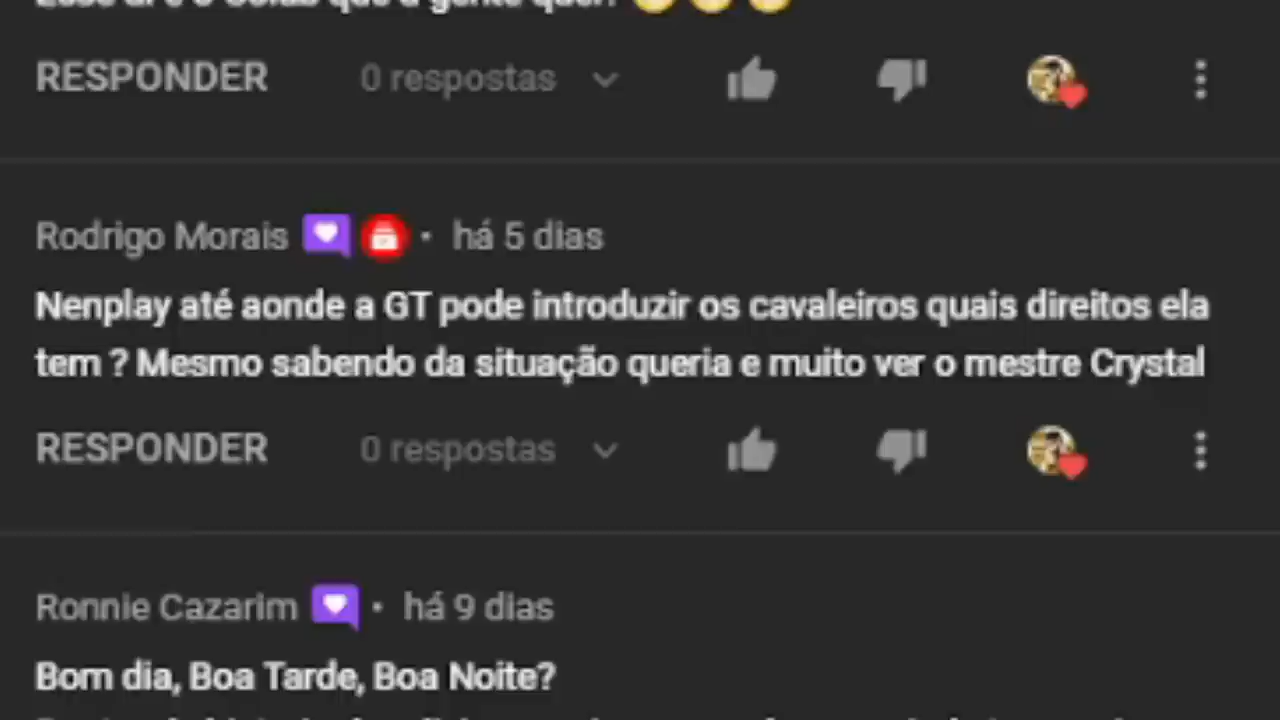 RESPONDER 0 respostas
Rodrigo Morais • há 5 dias
Nenplay até aonde a GT pode introduzir os cavaleiros quais direitos ela
tem ? Mesmo sabendo da situação queria e muito ver o mestre Crystal
RESPONDER 0 respostas
Ronnie Cazarim • há 9 dias
Bom dia, Boa Tarde, Boa Noite?